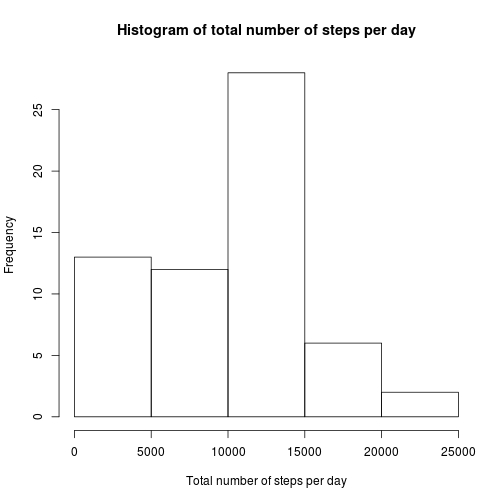 Histogram of total number of steps per day
Frequency
25
20
15
10
5
0
0 5000 10000 15000 20000 25000
Total number of steps per day